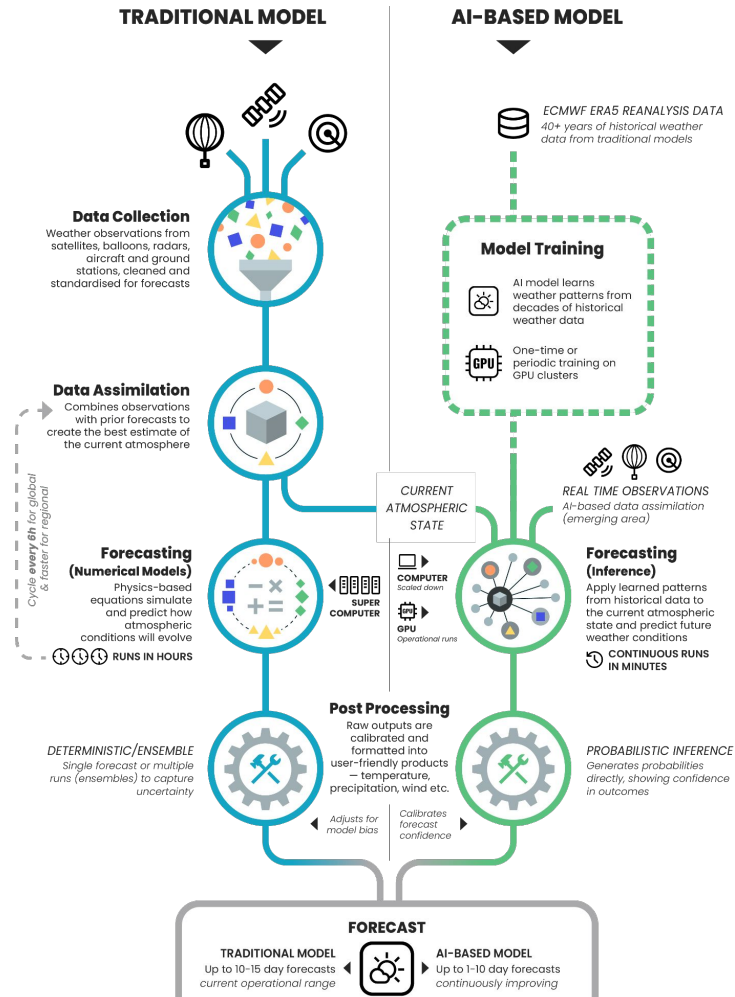 TRADITIONAL MODEL
AI-BASED MODEL
ECMWF ERA5 REANALYSIS DATA
40+ years of historical weather
data from traditional models
Data Collection
Weather observations from
satellites, balloons, radars,
aircraft and ground
stations, cleaned and
standardised for forecasts
Model Training
AI model learns
weather patterns from
decades of historical
weather data
GPU
One-time or
periodic training on
GPU clusters
Data Assimilation
Combines observations
with prior forecasts to
create the best estimate of
the current atmosphere
Cycle every 6h for global
& faster for regional
CURRENT
ATMOSPHERIC
STATE
REAL TIME OBSERVATIONS
AI-based data assimilation
(emerging area)
Forecasting
(Numerical Models)
Physics-based
equations simulate
and predict how
atmospheric
conditions will evolve
RUNS IN HOURS
SUPER
COMPUTER
COMPUTER
Scaled down
GPU
GPU
Operational runs
Forecasting
(Inference)
Apply learned patterns
from historical data to
the current atmospheric
state and predict future
weather conditions
CONTINUOUS RUNS
IN MINUTES
Post Processing
Raw outputs are
calibrated and
formatted into
user-friendly products
— temperature,
precipitation, wind etc.
DETERMINISTIC/ENSEMBLE
Single forecast or multiple
runs (ensembles) to capture
uncertainty
PROBABILISTIC INFERENCE
Generates probabilities
directly, showing confidence
in outcomes
Adjusts for
model bias
Calibrates
forecast
confidence
FORECAST
TRADITIONAL MODEL
Up to 10-15 day forecasts
current operational range
AI-BASED MODEL
Up to 1-10 day forecasts
continuously improving